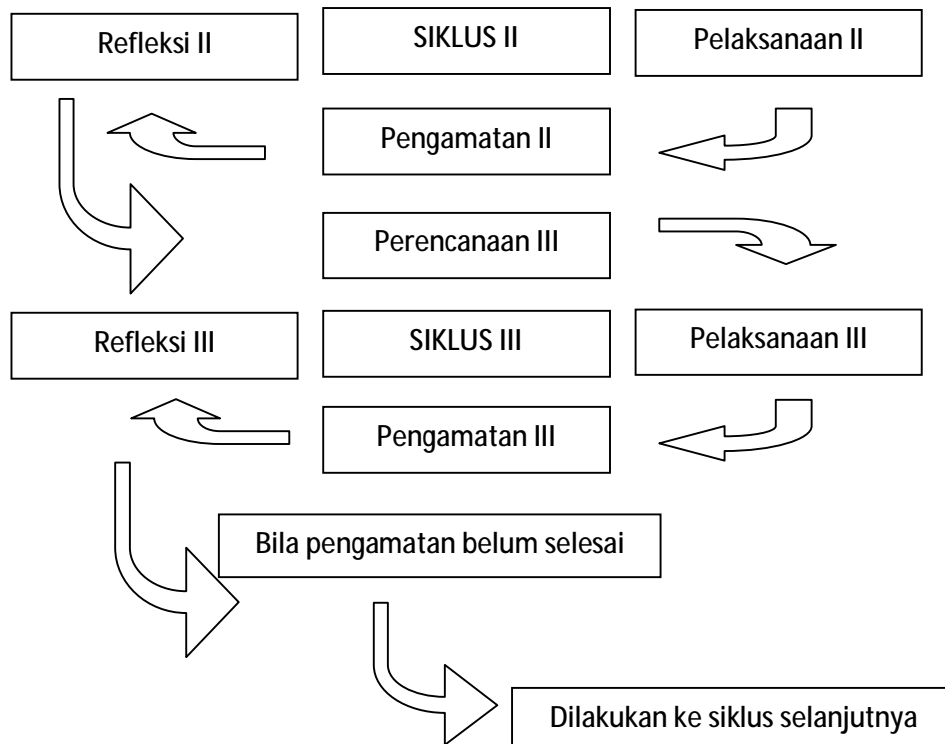 Refleksi II
SIKLUS II
Pelaksanaan II
Pengamatan II
Perencanaan III
Refleksi III
SIKLUS III
Pelaksanaan III
Pengamatan III
Bila pengamatan belum selesai
Dilakukan ke siklus selanjutnya